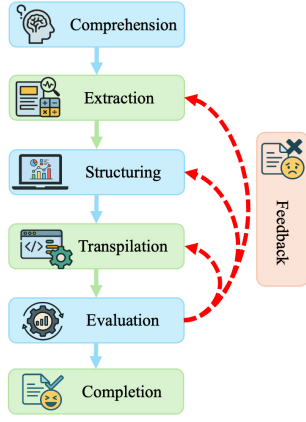 Comprehension
Extraction
Structuring
Transpilation
Evaluation
Completion
Feedback